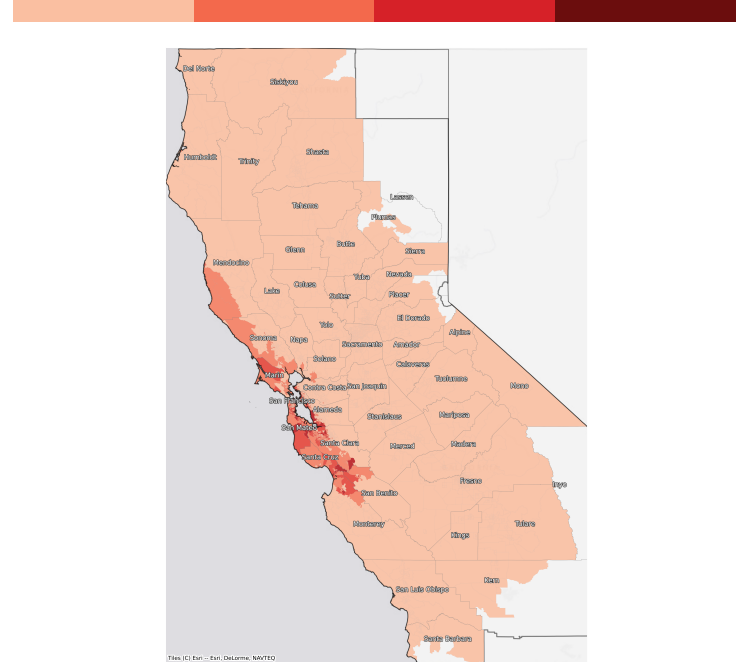 Del Norte
Siskiyou
Humboldt
Trinity
Shasta
Lassen
Tehama
Plumas
Butte
Glenn
Sierra
Mendocino
Yuba
Nevada
Colusa
Lake
Sutter
Placer
El Dorado
Yolo
Alpine
Sonoma
Napa
Sacramento
Amador
Solano
Calaveras
Marin
Tuolumne
Contra Costa
San Joaquin
Mono
San Francisco
Alameda
Stanislaus
Mariposa
San Mateo
Santa Clara
Merced
Madera
Santa Cruz
Fresno
Inyo
San Benito
Monterey
Tulare
Kings
Kern
San Luis Obispo
Santa Barbara
Tiles (C) Esri -- Esri, DeLorme, NAVTEQ